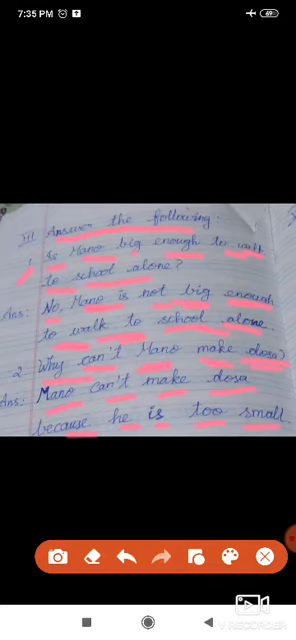 7:35 PM
69
III Answer the following:
1. Is Mano big enough to walk
to school alone?
Ans: No, Mano is not big enough
to walk to school alone.
2. Why can't Mano make dosa?
Ans: Mano can't make dosa
because he is too small.
V RECORDER